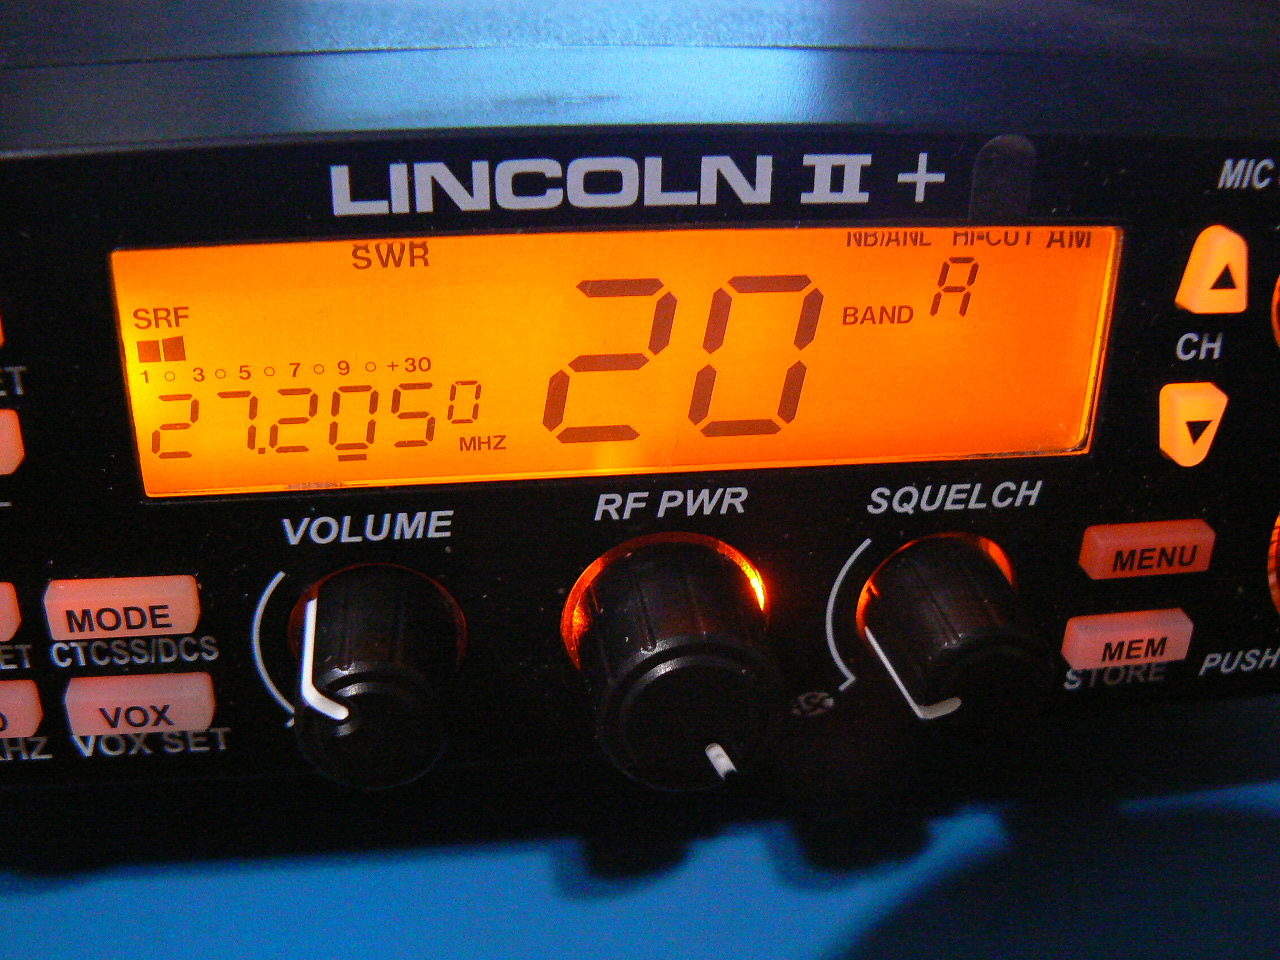 LINCOLN II +
MIC
SWR
NB/ANL HI-CUT AM
SRF
BAND A
20
1 o 3 o 5 o 7 o 9 o +30
27.2050 MHZ
CH
VOLUME
RF PWR
SQUELCH
MENU
MODE
CTCSS/DCS
MEM
STORE
PUSH
VOX
VOX SET